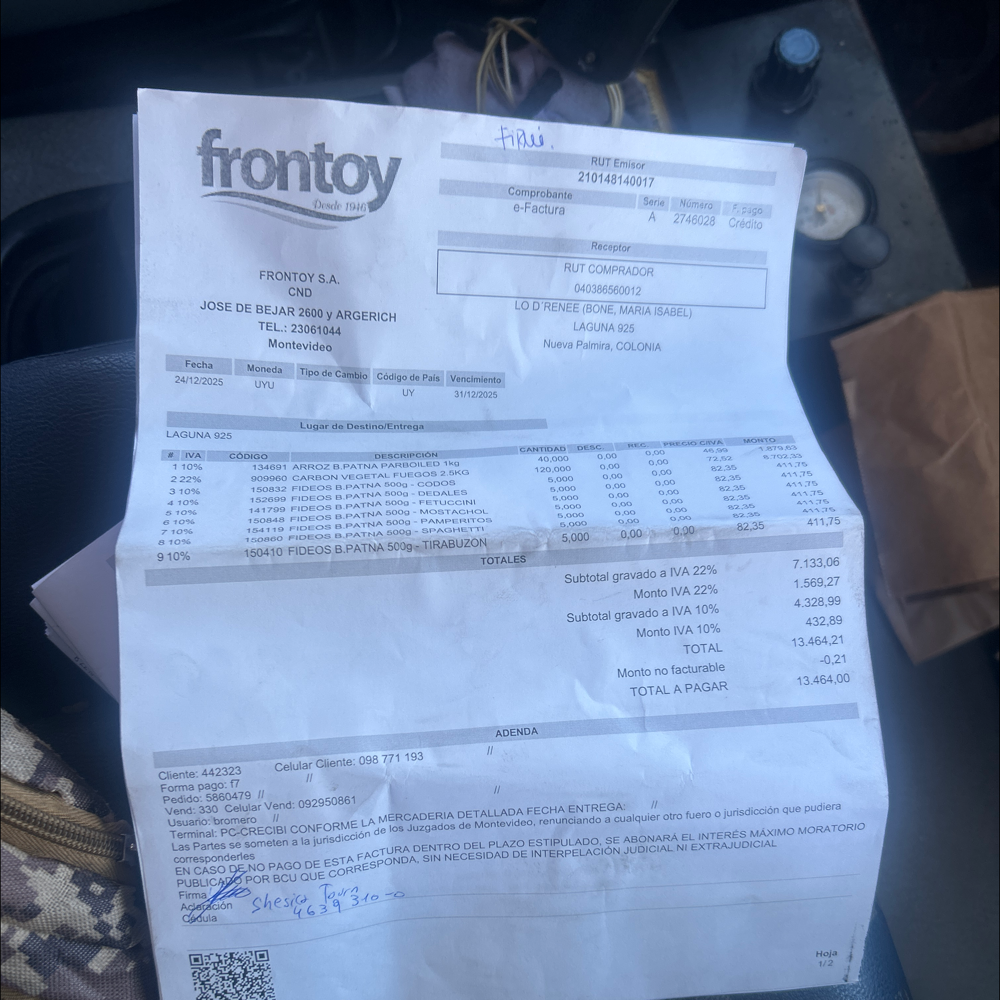 firmé.
frontoy
Desde 1946
FRONTOY S.A.
CND
JOSE DE BEJAR 2600 y ARGERICH
TEL.: 23061044
Montevideo
RUT Emisor
210148140017
Comprobante Serie Número F. pago
e-Factura A 2746028 Crédito
Receptor
RUT COMPRADOR
040386560012
LO D´RENEE (BONE, MARIA ISABEL)
LAGUNA 925
Nueva Palmira, COLONIA
Fecha Moneda Tipo de Cambio Código de País Vencimiento
24/12/2025 UYU UY 31/12/2025
Lugar de Destino/Entrega
LAGUNA 925
# IVA CÓDIGO DESCRIPCIÓN CANTIDAD DESC. REC. PRECIO C/IVA MONTO
1 10% 134691 ARROZ B.PATNA PARBOILED 1kg 40,000 0,00 0,00 46,99 1.879,63
2 22% 909960 CARBON VEGETAL FUEGOS 2.5KG 120,000 0,00 0,00 72,52 8.702,33
3 10% 150832 FIDEOS B.PATNA 500g - CODOS 5,000 0,00 0,00 82,35 411,75
4 10% 152699 FIDEOS B.PATNA 500g - DEDALES 5,000 0,00 0,00 82,35 411,75
5 10% 141799 FIDEOS B.PATNA 500g - FETUCCINI 5,000 0,00 0,00 82,35 411,75
6 10% 150848 FIDEOS B.PATNA 500g - MOSTACHOL 5,000 0,00 0,00 82,35 411,75
7 10% 154119 FIDEOS B.PATNA 500g - PAMPERITOS 5,000 0,00 0,00 82,35 411,75
8 10% 150860 FIDEOS B.PATNA 500g - SPAGHETTI 5,000 0,00 0,00 82,35 411,75
9 10% 150410 FIDEOS B.PATNA 500g - TIRABUZON 5,000 0,00 0,00 82,35 411,75
TOTALES
Subtotal gravado a IVA 22% 7.133,06
Monto IVA 22% 1.569,27
Subtotal gravado a IVA 10% 4.328,99
Monto IVA 10% 432,89
TOTAL 13.464,21
Monto no facturable -0,21
TOTAL A PAGAR 13.464,00
ADENDA
Cliente: 442323 Celular Cliente: 098 771 193 //
Forma pago: f7 //
Pedido: 5860479 // //
Vend: 330 Celular Vend: 092950861
Usuario: bromero //
Terminal: PC-CRECIBI CONFORME LA MERCADERIA DETALLADA FECHA ENTREGA: //
Las Partes se someten a la jurisdicción de los Juzgados de Montevideo, renunciando a cualquier otro fuero o jurisdicción que pudiera
corresponderles
EN CASO DE NO PAGO DE ESTA FACTURA DENTRO DEL PLAZO ESTIPULADO, SE ABONARÁ EL INTERÉS MÁXIMO MORATORIO
PUBLICADO POR BCU QUE CORRESPONDA, SIN NECESIDAD DE INTERPELACIÓN JUDICIAL NI EXTRAJUDICIAL
Firma
Aclaración Shesica Tourn
Cédula 4639310-0
Hoja
1/2